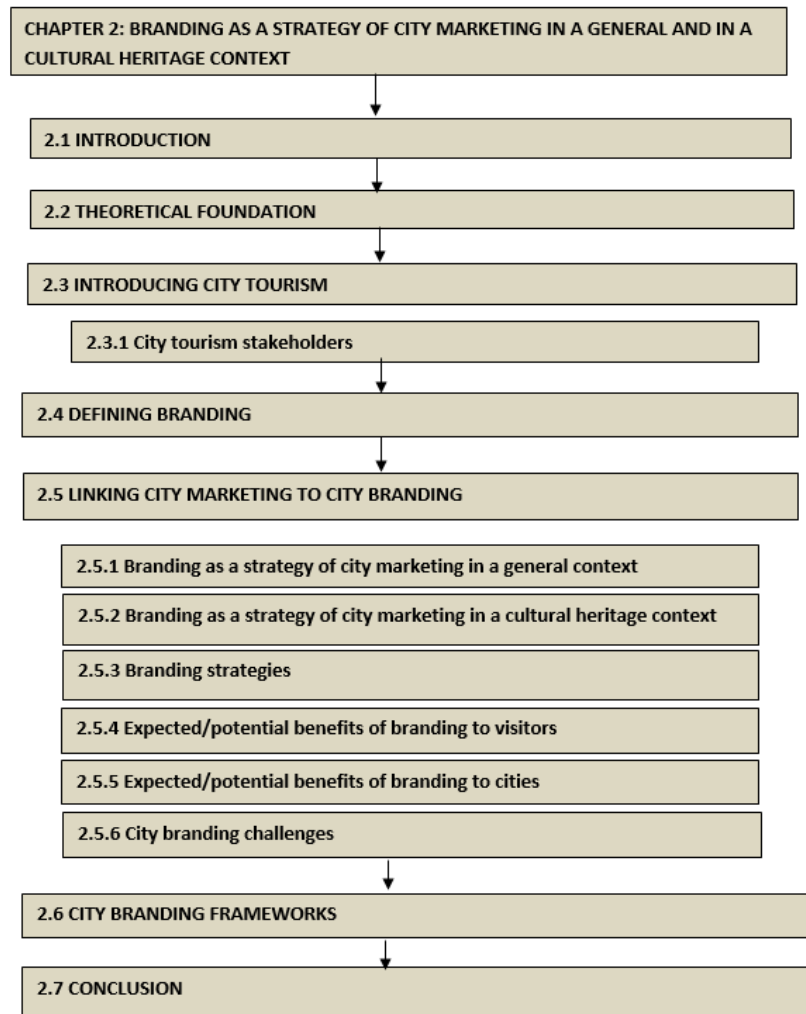 CHAPTER 2: BRANDING AS A STRATEGY OF CITY MARKETING IN A GENERAL AND IN A
CULTURAL HERITAGE CONTEXT
2.1 INTRODUCTION
2.2 THEORETICAL FOUNDATION
2.3 INTRODUCING CITY TOURISM
2.3.1 City tourism stakeholders
2.4 DEFINING BRANDING
2.5 LINKING CITY MARKETING TO CITY BRANDING
2.5.1 Branding as a strategy of city marketing in a general context
2.5.2 Branding as a strategy of city marketing in a cultural heritage context
2.5.3 Branding strategies
2.5.4 Expected/potential benefits of branding to visitors
2.5.5 Expected/potential benefits of branding to cities
2.5.6 City branding challenges
2.6 CITY BRANDING FRAMEWORKS
2.7 CONCLUSION